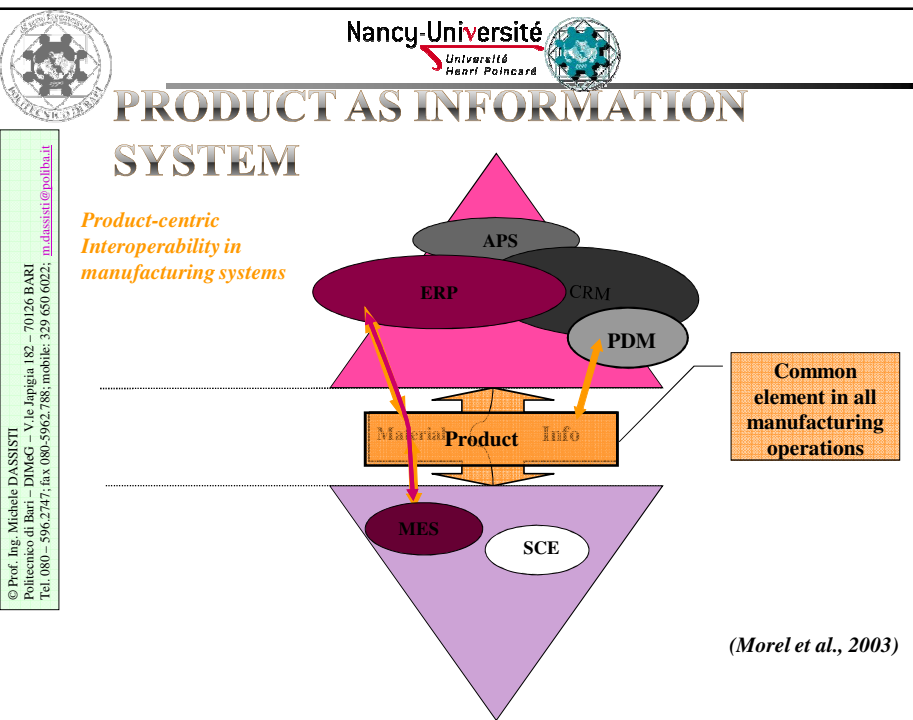 Nancy-Université
Université
Henri Poincaré
PRODUCT AS INFORMATION
SYSTEM
© Prof. Ing. Michele DASSISTI
Politecnico di Bari – DIMeG – V.le Japigia 182 – 70126 BARI
Tel. 080 – 596.2747; fax 080-5962.788; mobile: 329 650 6022; m.dassisti@poliba.it
Product-centric
Interoperability in
manufacturing systems
APS
ERP
CRM
PDM
Common
element in all
manufacturing
operations
Material Product Info
MES
SCE
(Morel et al., 2003)